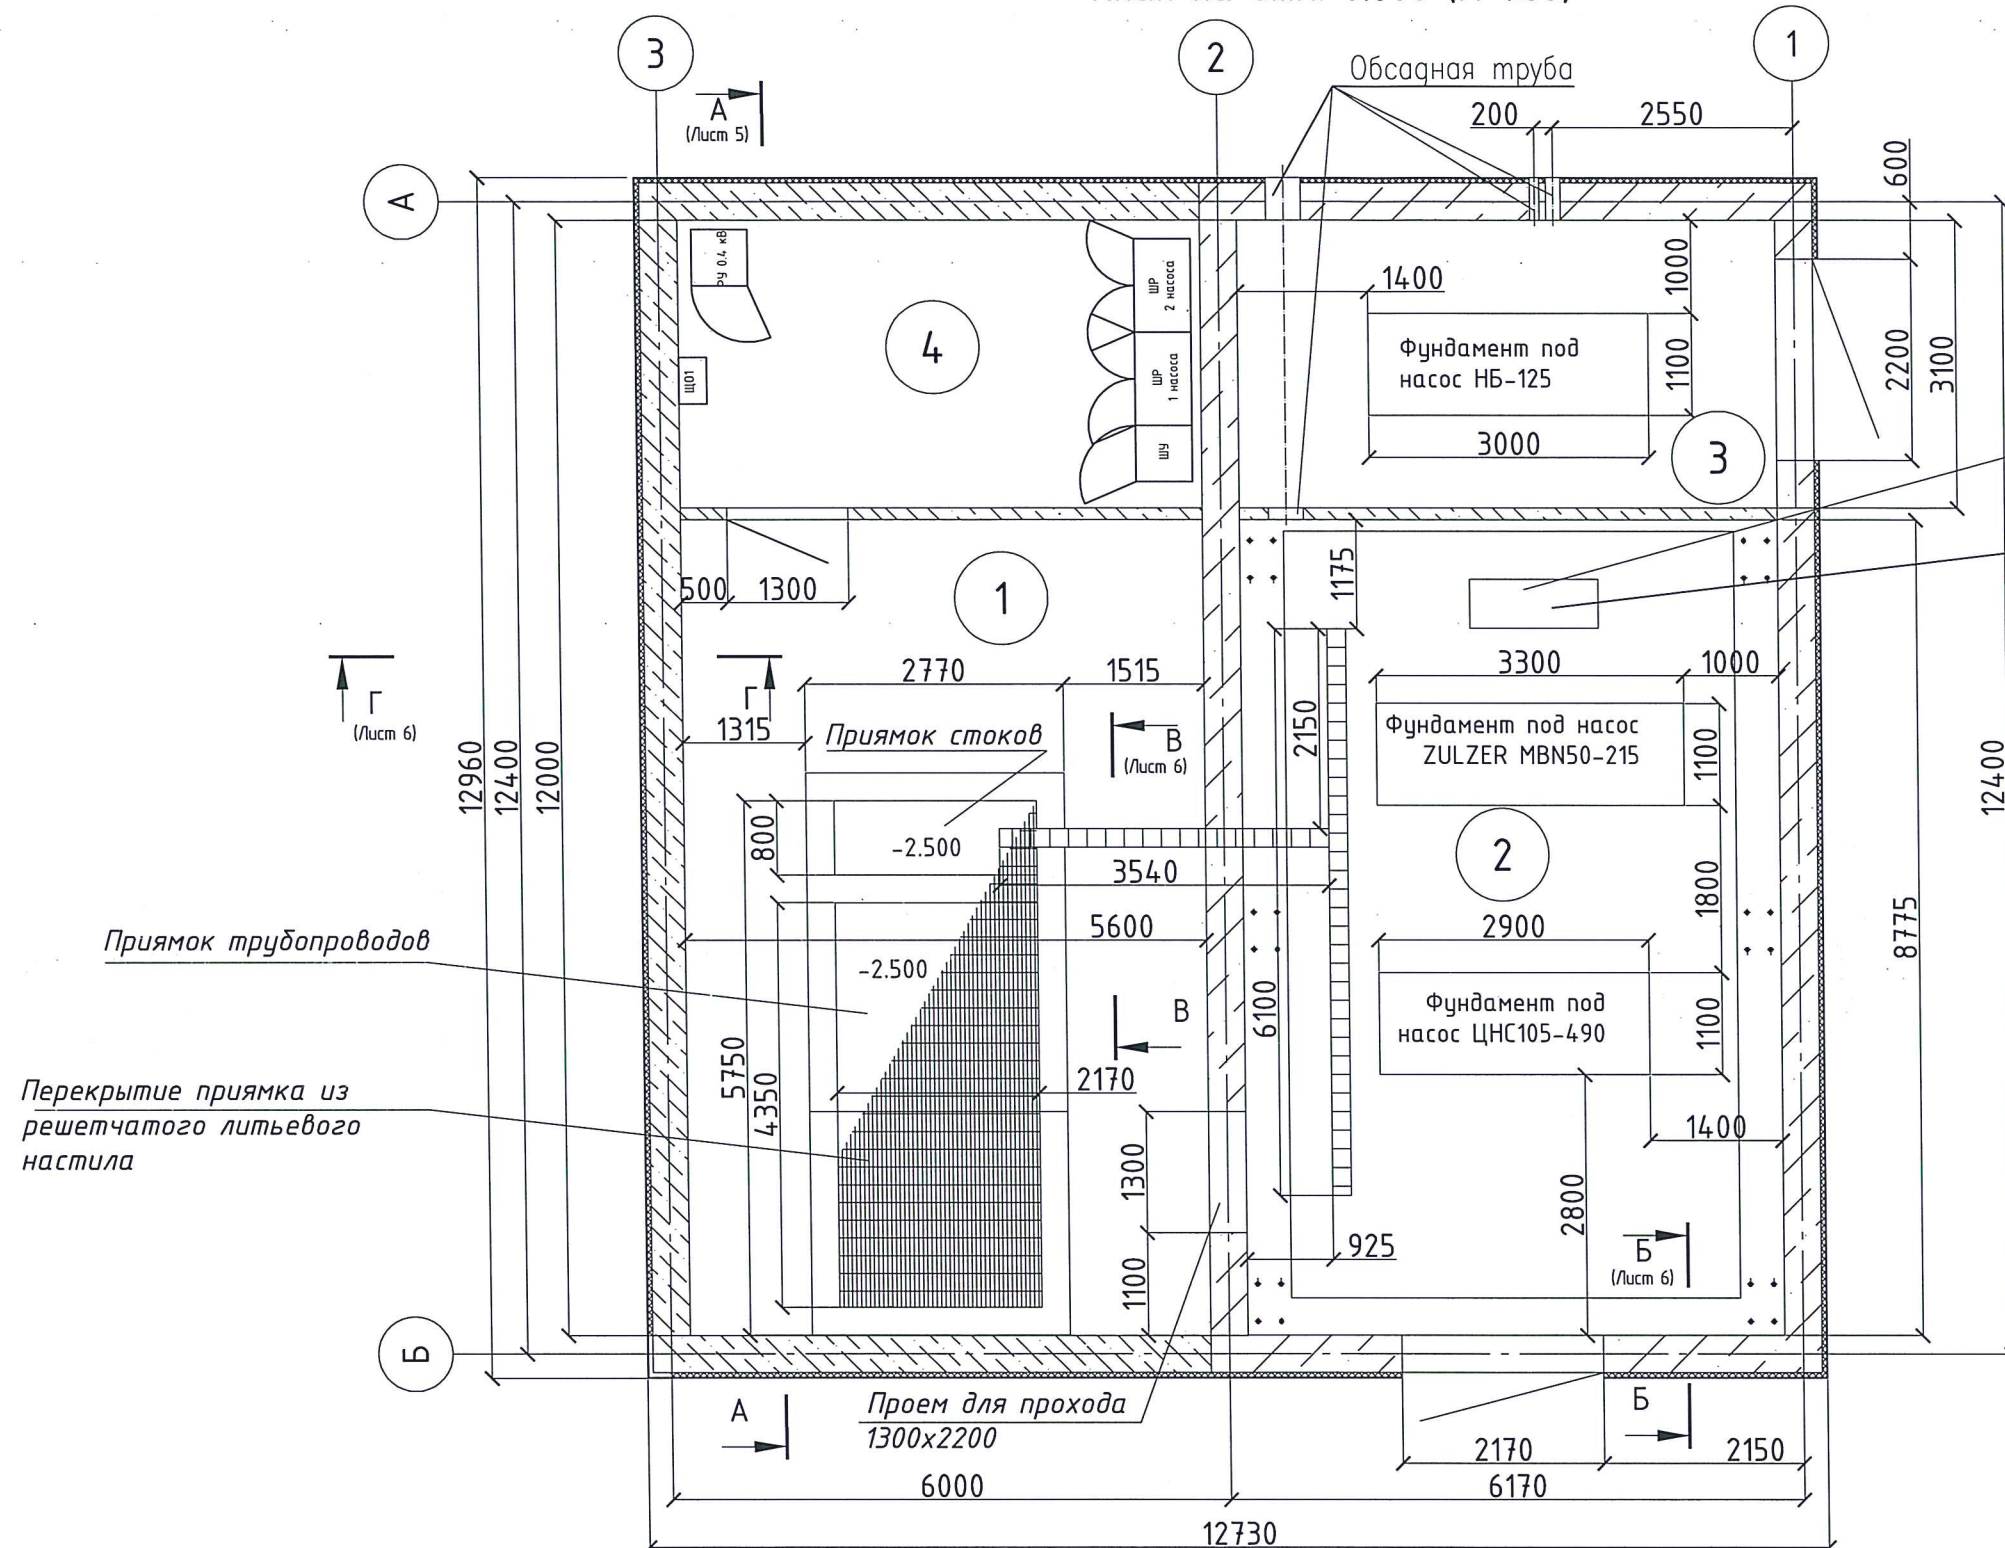 3
2
1
Обсадная труба
А
(Лист 5)
200
2550
600
А
РУ 0.4 кВ
ЩО1
4
ШР
2 насоса
ШР
1 насоса
ШУ
1400
1000
Фундамент под
насос НБ-125
1100
3000
3
2200
3100
500
1300
1
1175
Г
(Лист 6)
Г
2770
1515
1315
Приямок стоков
В
(Лист 6)
2150
3300
1000
Фундамент под насос
ZULZER MBN50-215
1100
12960
12400
12000
12400
800
-2.500
3540
2
1800
5600
2900
8775
Приямок трубопроводов
-2.500
6100
В
Фундамент под
насос ЦНС105-490
1100
5750
4350
2170
Перекрытие приямка из
решетчатого литьевого
настила
1400
1300
2800
1100
925
Б
(Лист 6)
Б
А
Проем для прохода
1300х2200
Б
2170
2150
6000
6170
12730